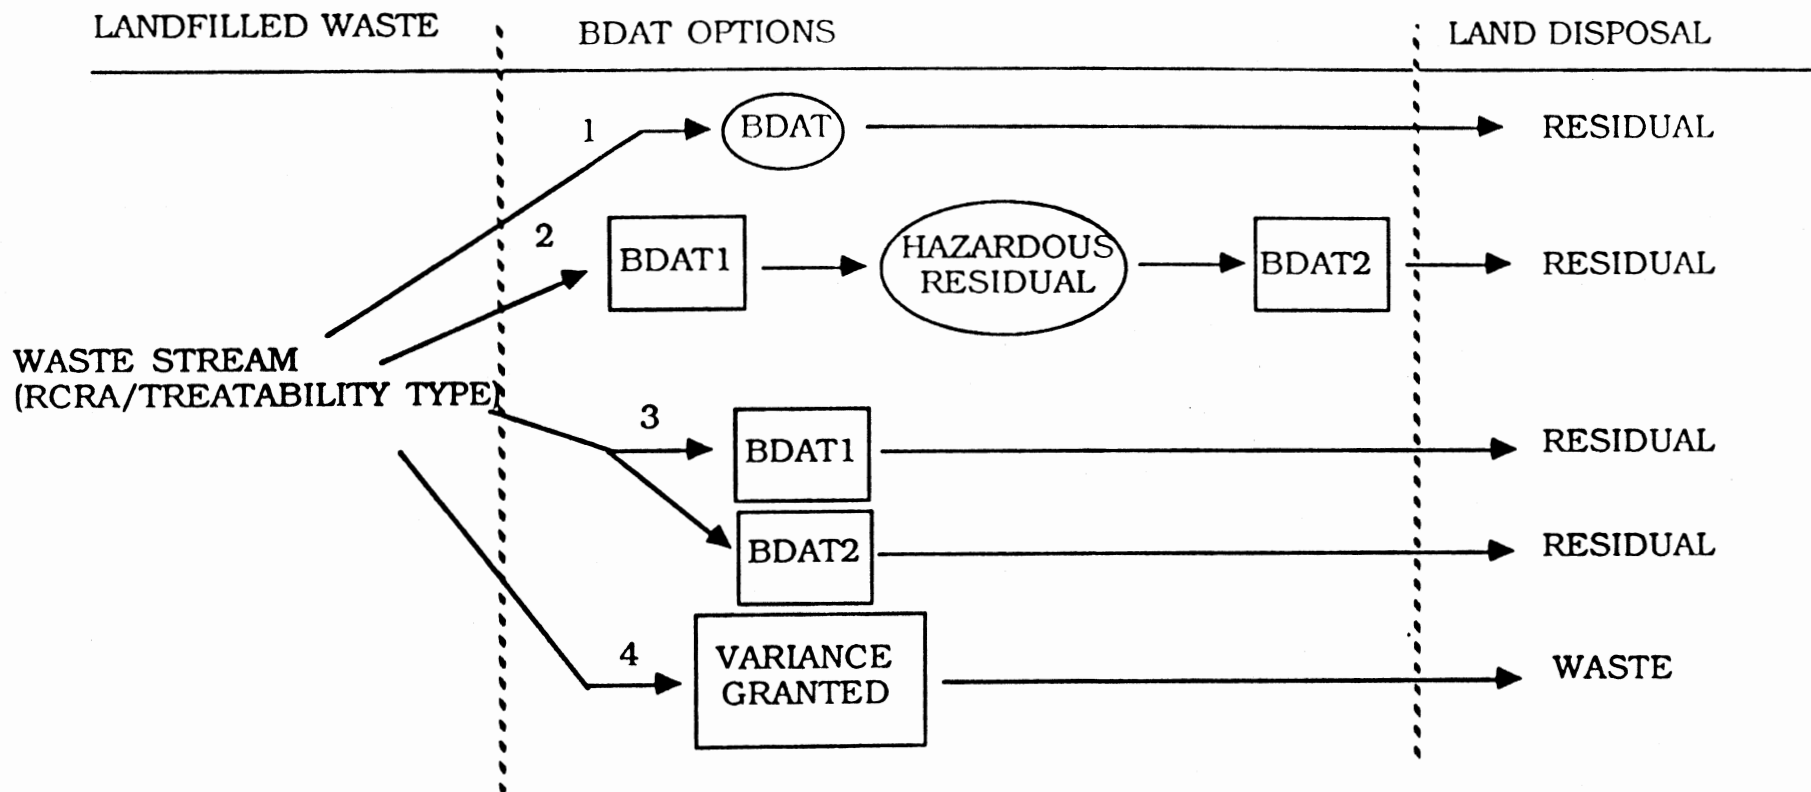 LANDFILLED WASTE
BDAT OPTIONS
LAND DISPOSAL
1
BDAT
RESIDUAL
2
BDAT1
HAZARDOUS
RESIDUAL
BDAT2
RESIDUAL
WASTE STREAM
(RCRA/TREATABILITY TYPE)
3
BDAT1
RESIDUAL
BDAT2
RESIDUAL
4
VARIANCE
GRANTED
WASTE